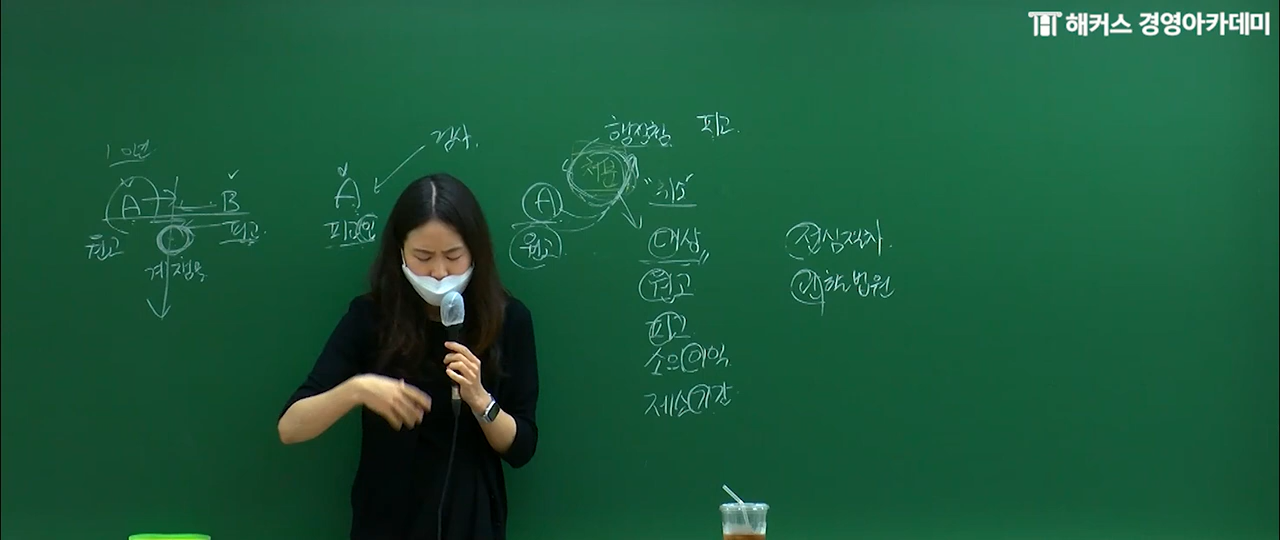 해커스 경영아카데미
검사.
행정청 피고.
1억원
처분
A B
A
A
"취소"
원고
피고.
피고인
원고
대상
전심절차.
계쟁물
원고
관할법원
피고.
소의이익.
제소기간.